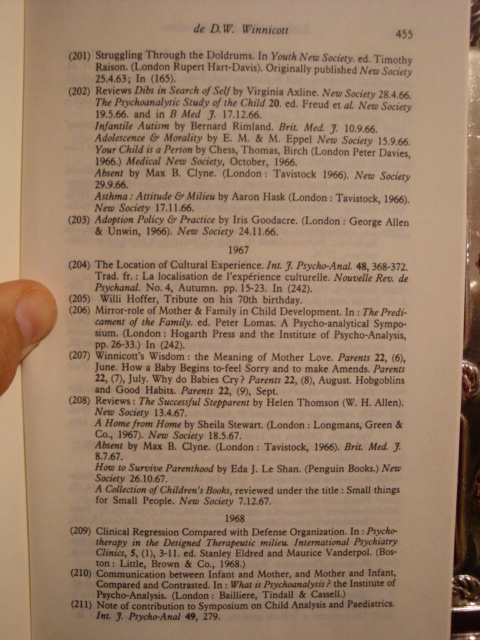 de D.W. Winnicott
455
(201) Struggling Through the Doldrums. In Youth New Society. ed. Timothy
Raison. (London Rupert Hart-Davis). Originally published New Society
25.4.63; In (165).
(202) Reviews Dibs in Search of Self by Virginia Axline. New Society 28.4.66.
The Psychoanalytic Study of the Child 20. ed. Freud et al. New Society
19.5.66. and in B Med J. 17.12.66.
Infantile Autism by Bernard Rimland. Brit. Med. J. 10.9.66.
Adolescence & Morality by E. M. & M. Eppel New Society 15.9.66.
Your Child is a Person by Chess, Thomas, Birch (London Peter Davies,
1966.) Medical New Society, October, 1966.
Absent by Max B. Clyne. (London : Tavistock 1966). New Society
29.9.66.
Asthma : Attitude & Milieu by Aaron Hask (London : Tavistock, 1966).
New Society 17.11.66.
(203) Adoption Policy & Practice by Iris Goodacre. (London : George Allen
& Unwin, 1966). New Society 24.11.66.
1967
(204) The Location of Cultural Experience. Int. J. Psycho-Anal. 48, 368-372.
Trad. fr. : La localisation de l'expérience culturelle. Nouvelle Rev. de
Psychanal. No. 4, Autumn. pp. 15-23. In (242).
(205) Willi Hoffer, Tribute on his 70th birthday.
(206) Mirror-role of Mother & Family in Child Development. In : The Predi-
cament of the Family. ed. Peter Lomas. A Psycho-analytical Sympo-
sium. (London : Hogarth Press and the Institute of Psycho-Analysis,
pp. 26-33.) In (242).
(207) Winnicott's Wisdom : the Meaning of Mother Love. Parents 22, (6),
June. How a Baby Begins to-feel Sorry and to make Amends. Parents
22, (7), July. Why do Babies Cry? Parents 22, (8), August. Hobgoblins
and Good Habits. Parents 22, (9), Sept.
(208) Reviews : The Successful Stepparent by Helen Thomson (W. H. Allen).
New Society 13.4.67.
A Home from Home by Sheila Stewart. (London : Longmans, Green &
Co., 1967). New Society 18.5.67.
Absent by Max B. Clyne. (London : Tavistock, 1966). Brit. Med. J.
8.7.67.
How to Survive Parenthood by Eda J. Le Shan. (Penguin Books.) New
Society 26.10.67.
A Collection of Children's Books, reviewed under the title : Small things
for Small People. New Society 7.12.67.
1968
(209) Clinical Regression Compared with Defense Organization. In : Psycho-
therapy in the Designed Therapeutic milieu. International Psychiatry
Clinics, 5, (1), 3-11. ed. Stanley Eldred and Maurice Vanderpol. (Bos-
ton : Little, Brown & Co., 1968.)
(210) Communication between Infant and Mother, and Mother and Infant,
Compared and Contrasted. In : What is Psychoanalysis ? the Institute of
Psycho-Analysis. (London : Bailliere, Tindall & Cassell.)
(211) Note of contribution to Symposium on Child Analysis and Paediatrics.
Int. J. Psycho-Anal 49, 279.